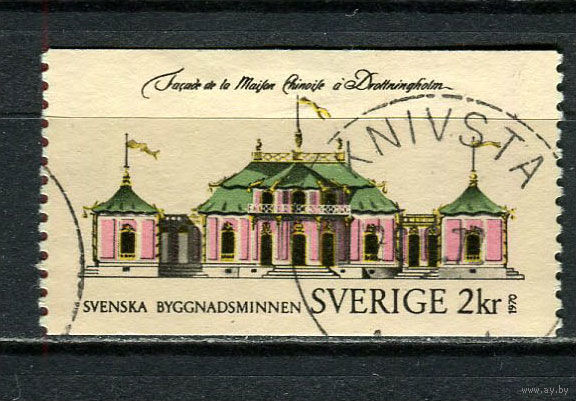 Façade de la Maison Chinoise à Drottningholm
KNIVSTA
SVENSKA BYGGNADSMINNEN SVERIGE 2kr 1970
www.ay.by